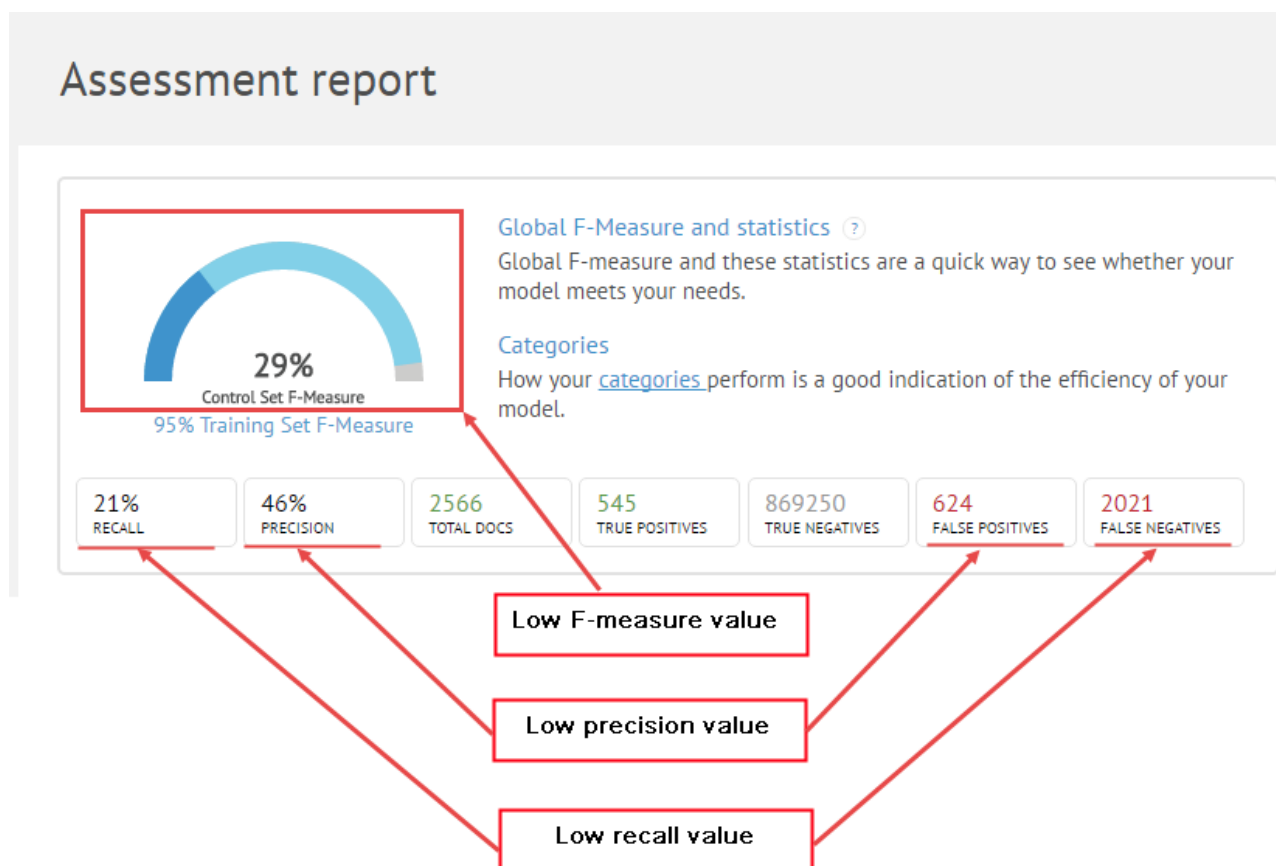 Assessment report
Global F-Measure and statistics ?
Global F-measure and these statistics are a quick way to see whether your
model meets your needs.
Categories
How your categories perform is a good indication of the efficiency of your
model.
29%
Control Set F-Measure
95% Training Set F-Measure
21%
RECALL
46%
PRECISION
2566
TOTAL DOCS
545
TRUE POSITIVES
869250
TRUE NEGATIVES
624
FALSE POSITIVES
2021
FALSE NEGATIVES
Low F-measure value
Low precision value
Low recall value